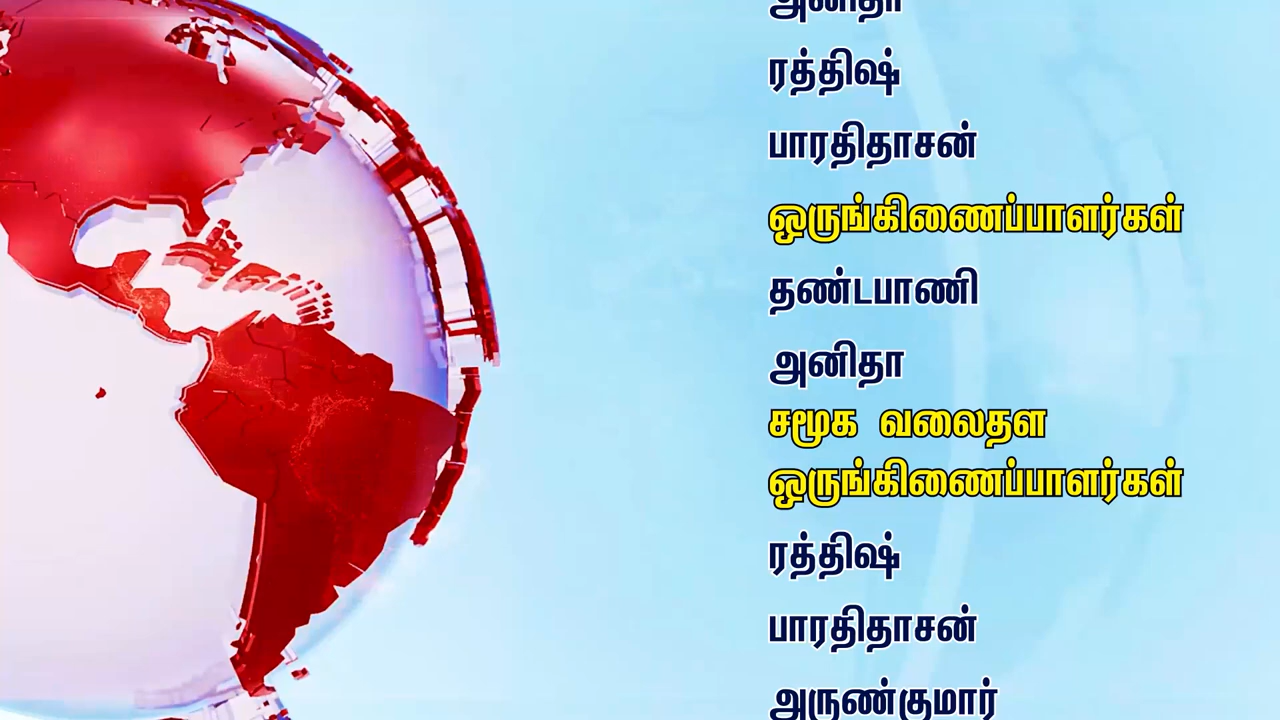 அனிதா
ரத்திஷ்
பாரதிதாசன்
ஒருங்கிணைப்பாளர்கள்
தண்டபாணி
அனிதா
சமூக வலைதள
ஒருங்கிணைப்பாளர்கள்
ரத்திஷ்
பாரதிதாசன்
அருண்குமார்